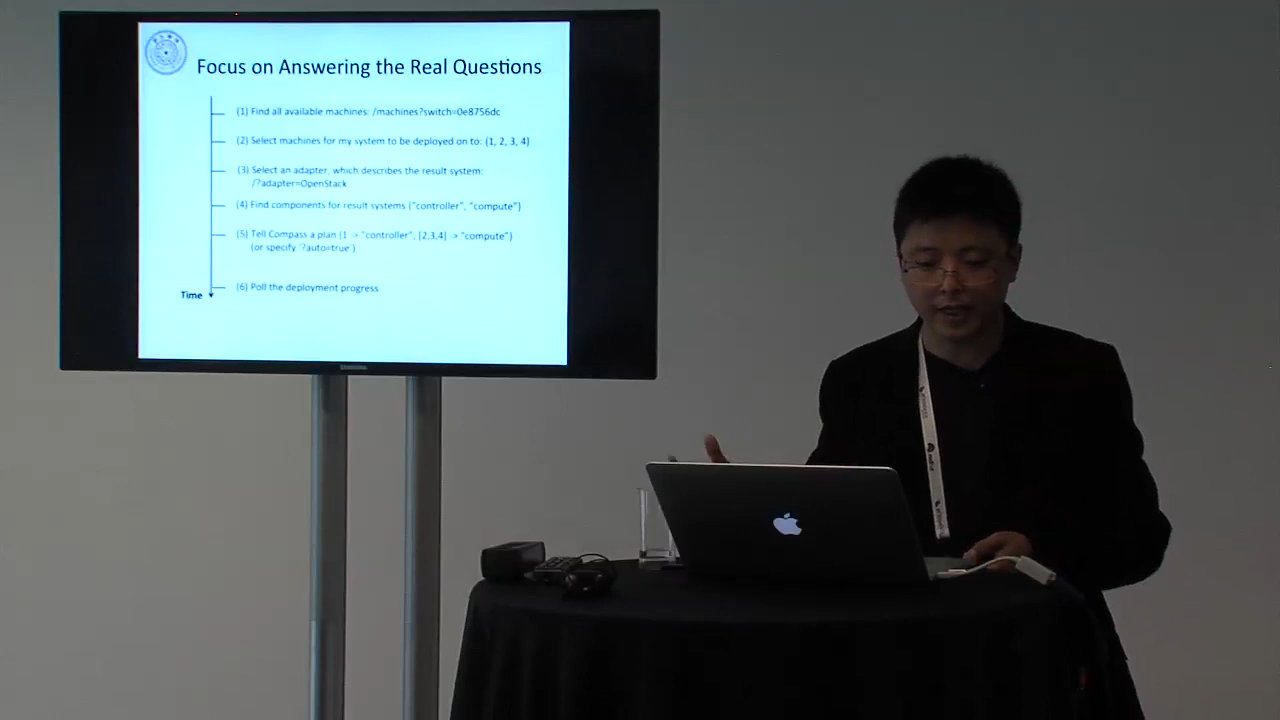 Focus on Answering the Real Questions
(1) Find all available machines: /machines?switch=0e8756dc
(2) Select machines for my system to be deployed on to: {1, 2, 3, 4}
(3) Select an adapter, which describes the result system:
/?adapter=OpenStack
(4) Find components for result systems {"controller", "compute"}
(5) Tell Compass a plan {1 -> "controller", [2,3,4] -> "compute"}
(or specify '?auto=true')
(6) Poll the deployment progress
Time
SAMSUNG